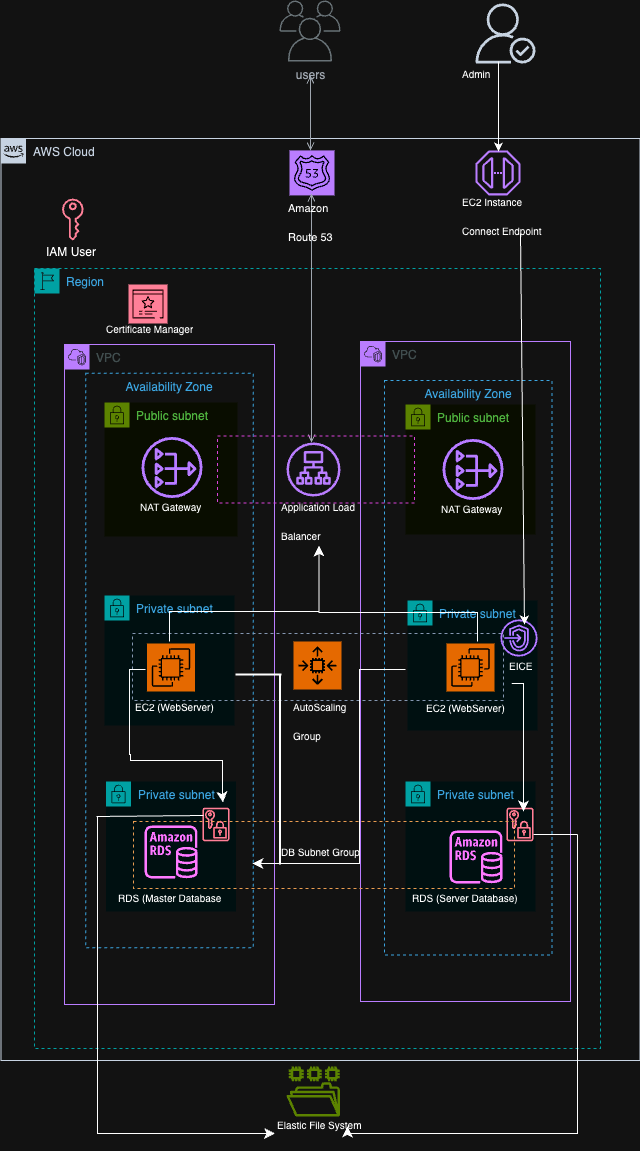 users
Admin
aws
AWS Cloud
53
Amazon
Route 53
EC2 Instance
Connect Endpoint
IAM User
Region
Certificate Manager
VPC
VPC
Availability Zone
Availability Zone
Public subnet
Public subnet
NAT Gateway
Application Load
Balancer
NAT Gateway
Private subnet
Private subnet
EICE
EC2 (WebServer)
AutoScaling
Group
EC2 (WebServer)
Private subnet
Private subnet
Amazon
RDS
Amazon
RDS
DB Subnet Group
RDS (Master Database
RDS (Server Database)
Elastic File System